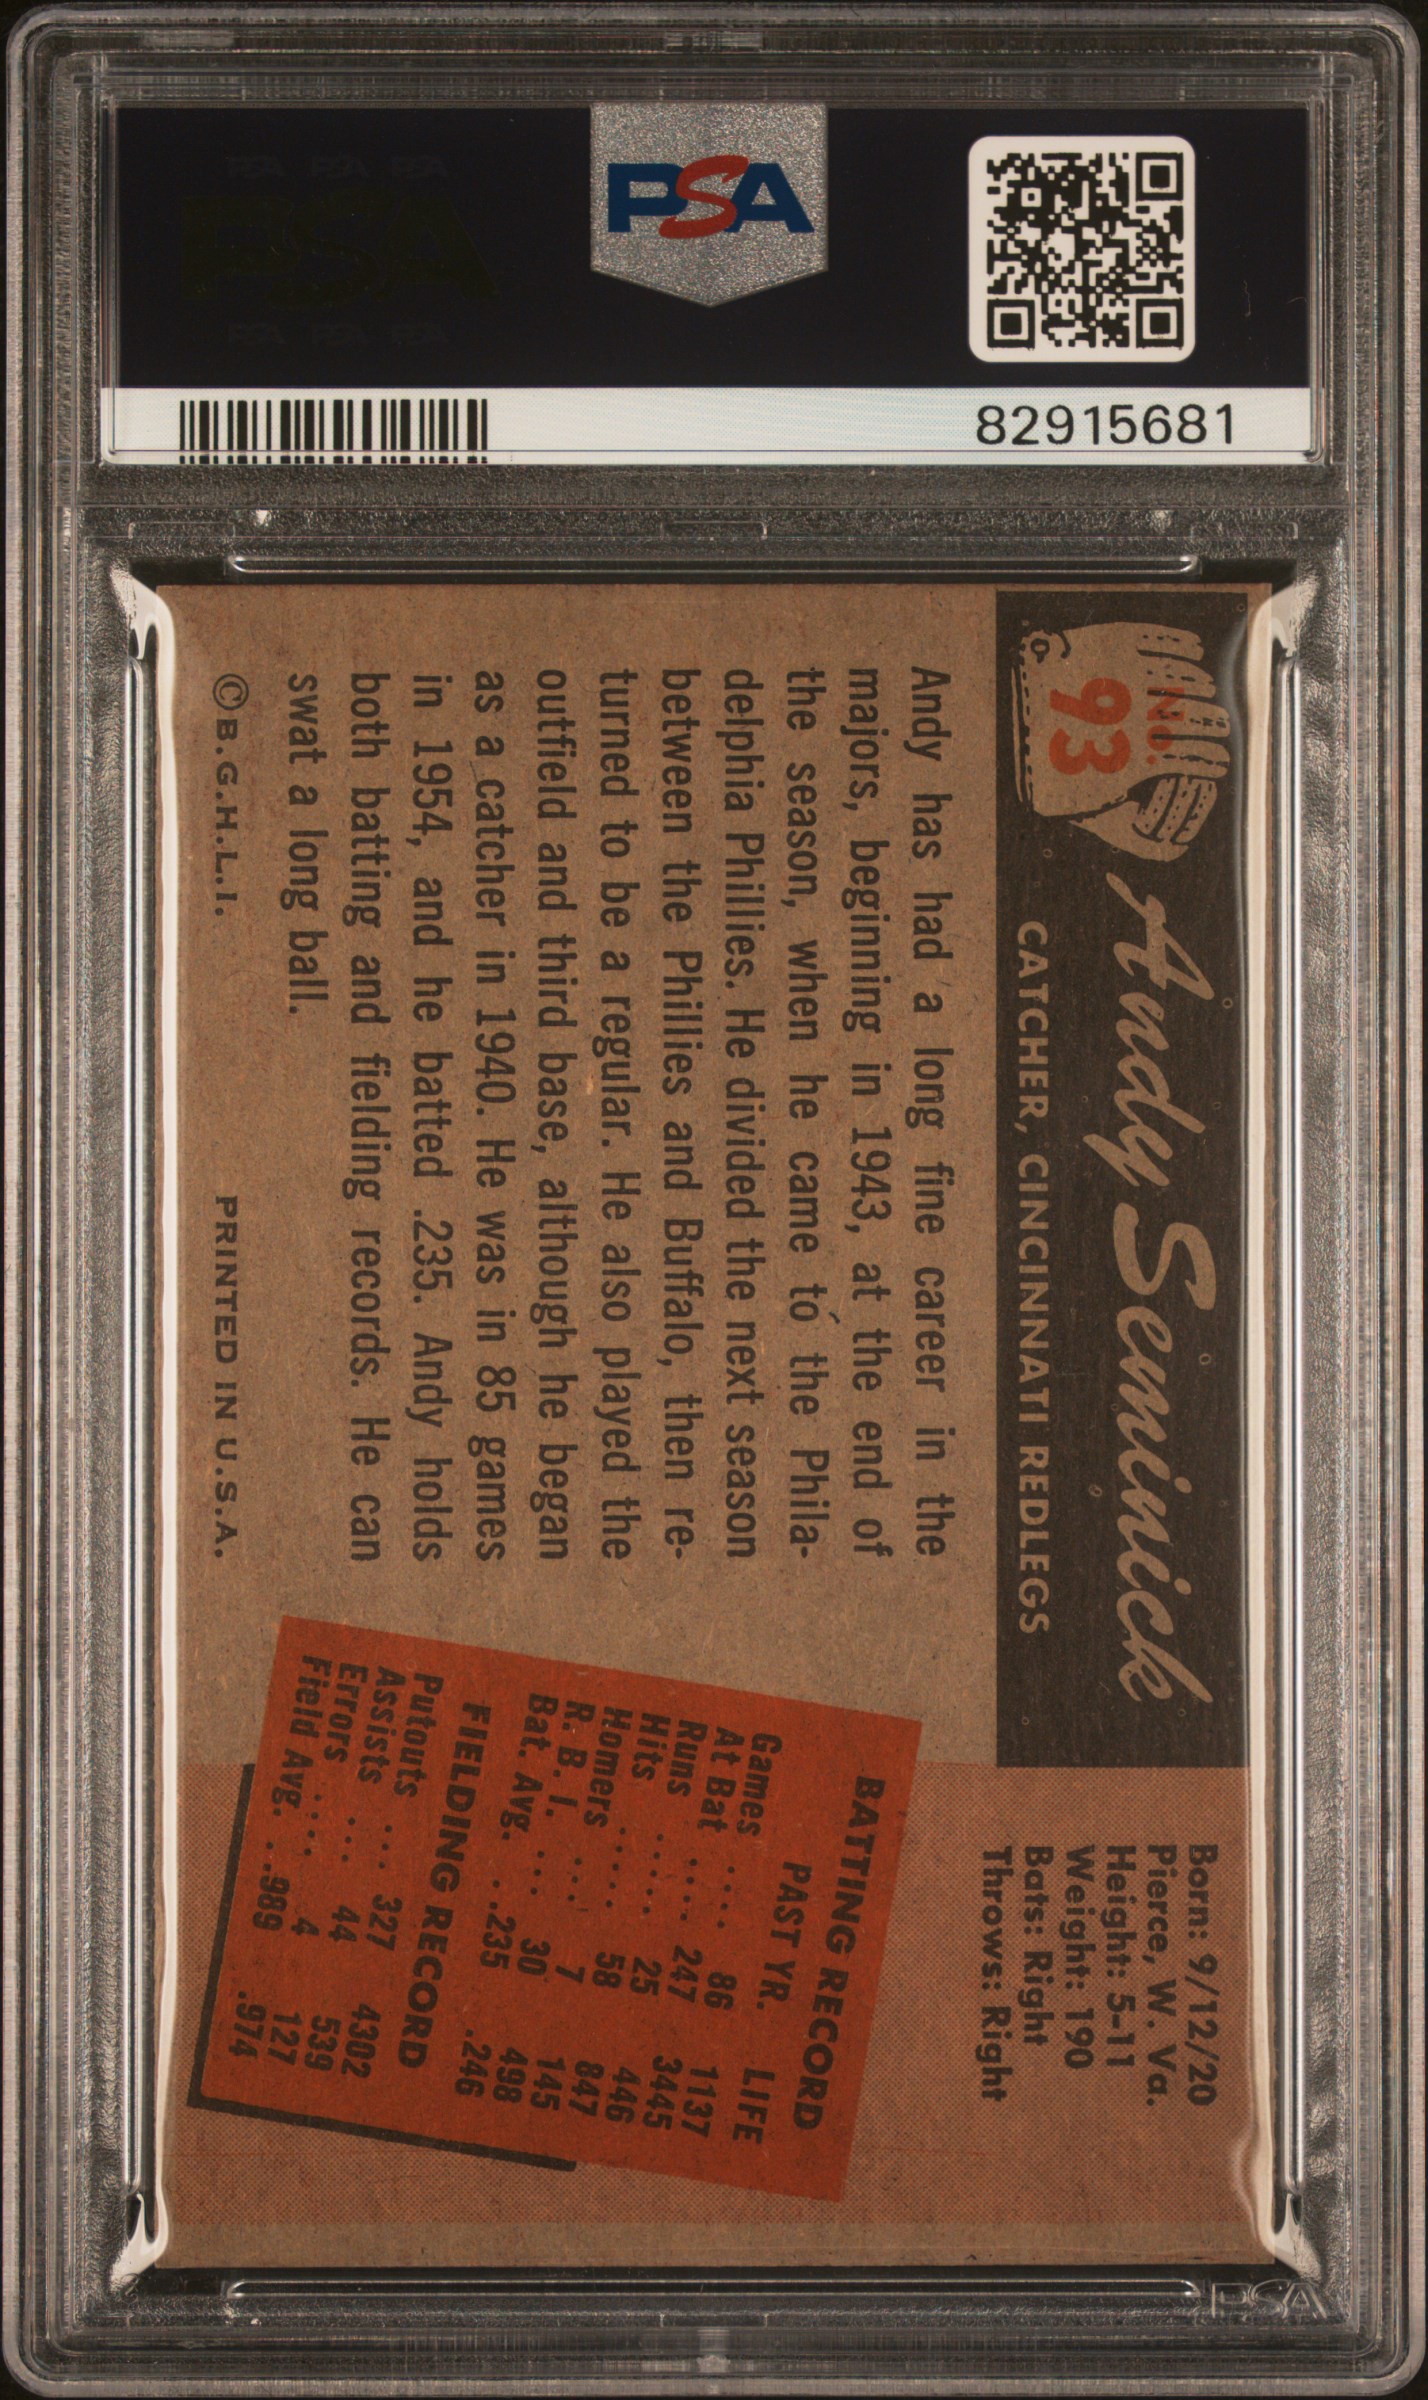 PSA
82915681
No.
93
Andy Seminick
CATCHER, CINCINNATI REDLEGS
Born: 9/12/20
Pierce, W. Va.
Height: 5-11
Weight: 190
Bats: Right
Throws: Right
Andy has had a long fine career in the
majors, beginning in 1943, at the end of
the season, when he came to the Phila-
delphia Phillies. He divided the next season
between the Phillies and Buffalo, then re-
turned to be a regular. He also played the
outfield and third base, although he began
as a catcher in 1940. He was in 85 games
in 1954, and he batted .235. Andy holds
both batting and fielding records. He can
swat a long ball.
©B.G.H.L.I. PRINTED IN U.S.A.
BATTING RECORD
PAST YR. LIFE
Games .... 86 1137
At Bat .... 247 3445
Runs ..... 25 446
Hits ..... 58 847
Homers ... 7 145
R. B. I. .... 30 498
Bat. Avg. ..235 .246
FIELDING RECORD
Putouts ... 327 4302
Assists ... 44 539
Errors .... 4 127
Field Avg. ..989 .974
PSA